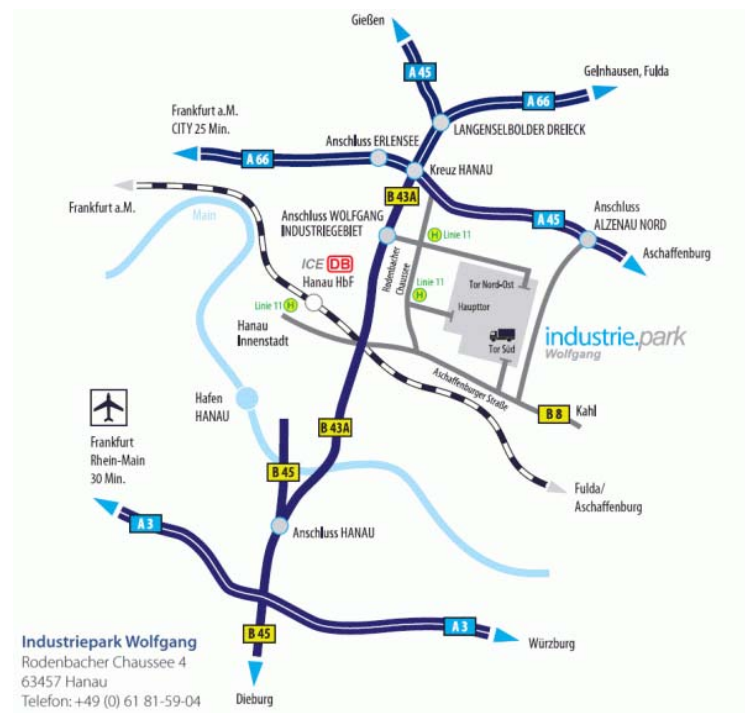 Gießen
A 45
Gelnhausen, Fulda
A 66
Frankfurt a.M.
CITY 25 Min.
LANGENSELBOLDER DREIECK
Anschluss ERLENSEE
A 66
Kreuz HANAU
B 43A
Frankfurt a.M.
Main
Anschluss WOLFGANG
INDUSTRIEGEBIET
Anschluss
ALZENAU NORD
A 45
Aschaffenburg
H Linie 11
Rodenbacher
Chaussee
ICE DB
Hanau HbF
H Linie 11
Tor Nord-Ost
Haupttor
Linie 11 H
Hanau
Innenstadt
Tor Süd
industrie.park
Wolfgang
Aschaffenburger Straße
B 8
Kahl
Hafen
HANAU
B 43A
Frankfurt
Rhein-Main
30 Min.
B 45
Fulda/
Aschaffenburg
A 3
Anschluss HANAU
B 45
A 3
Würzburg
Dieburg
Industriepark Wolfgang
Rodenbacher Chaussee 4
63457 Hanau
Telefon: +49 (0) 61 81-59-04